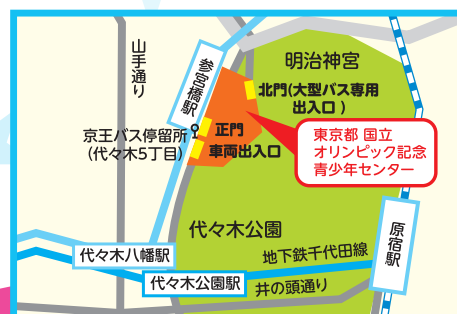 山手通り
参宮橋駅
明治神宮
北門(大型バス専用
出入口 )
京王バス停留所
(代々木5丁目)
正門
車両出入口
東京都 国立
オリンピック記念
青少年センター
代々木公園
原宿駅
代々木八幡駅
地下鉄千代田線
代々木公園駅
井の頭通り